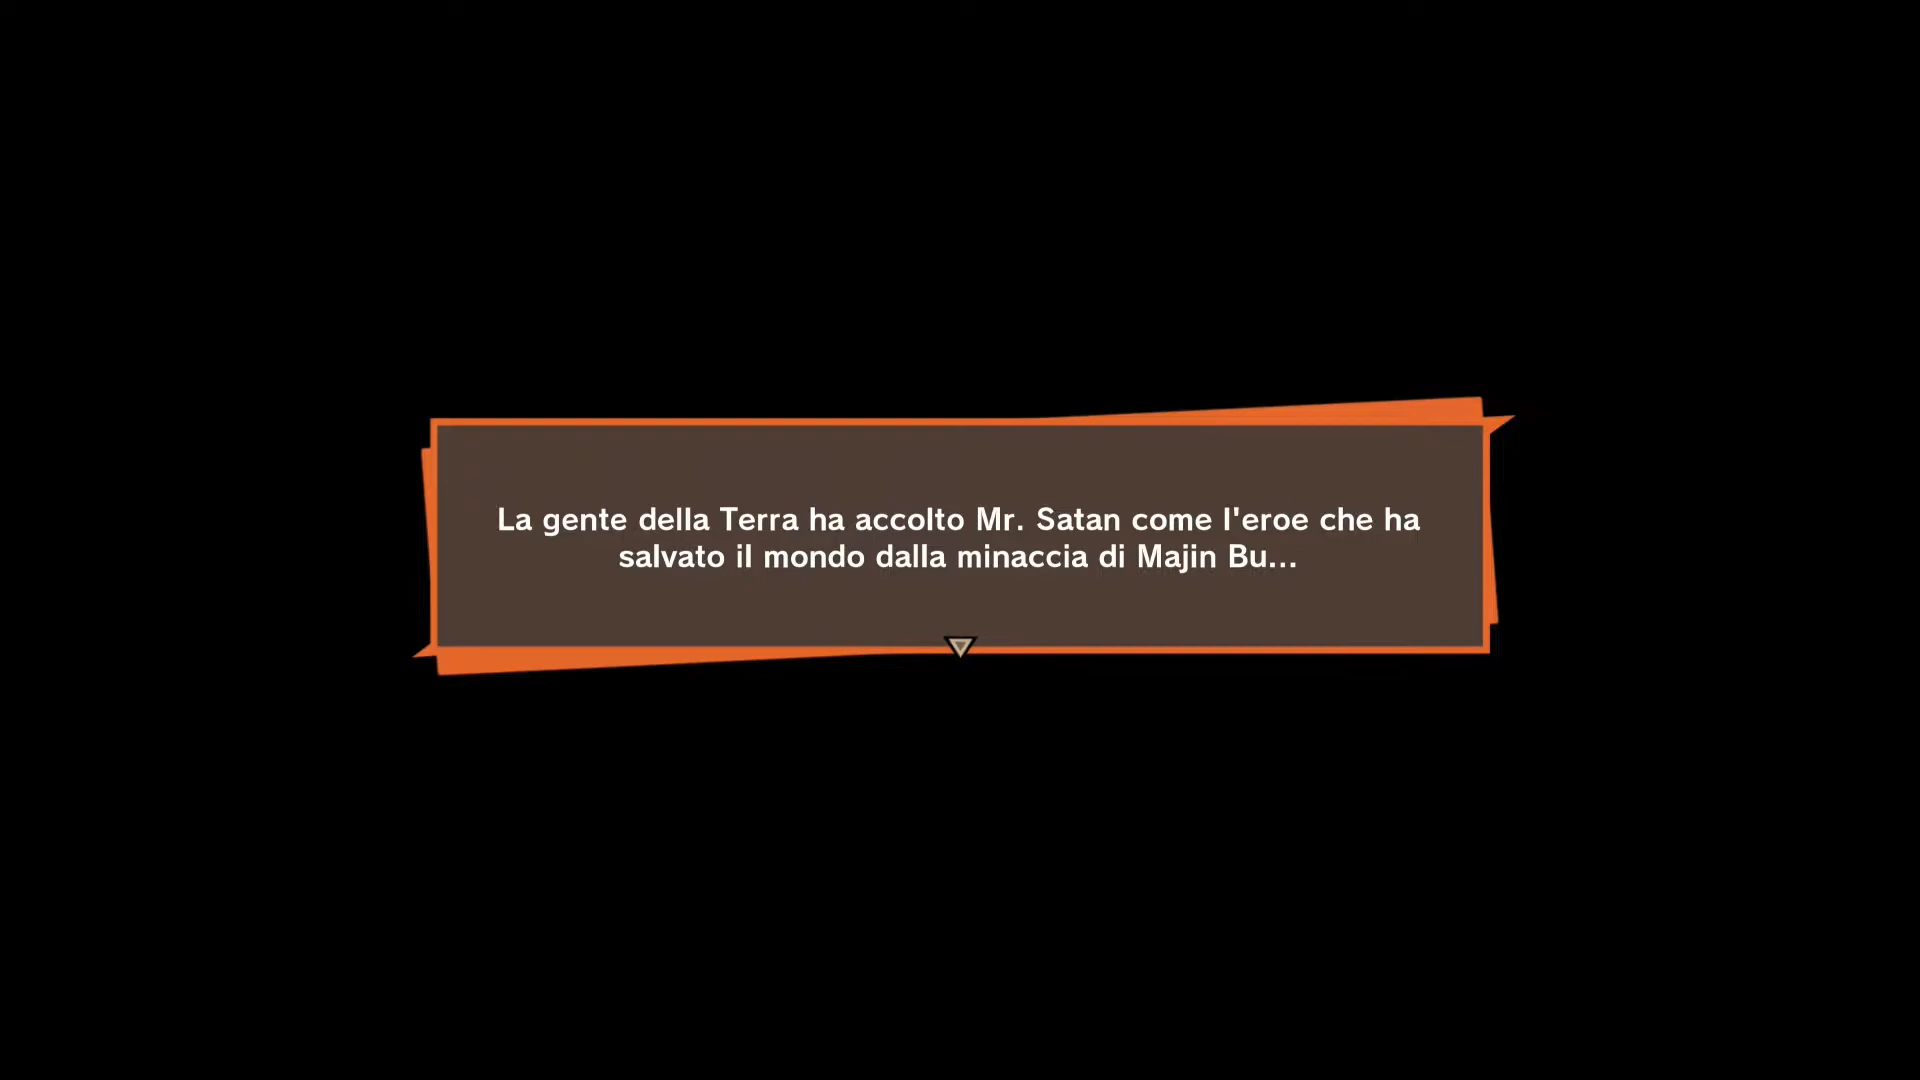 La gente della Terra ha accolto Mr. Satan come l'eroe che ha
salvato il mondo dalla minaccia di Majin Bu...